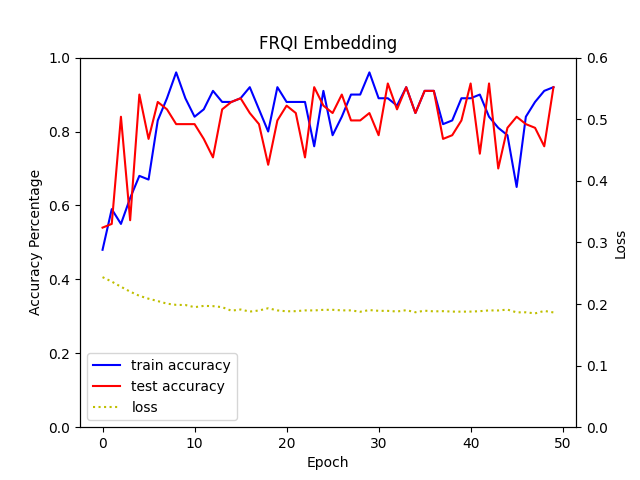 FRQI Embedding
1.0
0.8
0.6
0.4
0.2
0.0
Accuracy Percentage
0.6
0.5
0.4
0.3
0.2
0.1
0.0
Loss
train accuracy
test accuracy
loss
0 10 20 30 40 50
Epoch